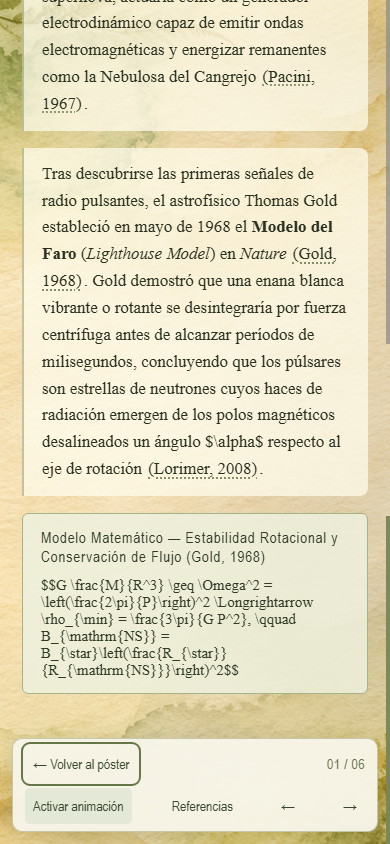 supernova, actuaría como un generador
electrodinámico capaz de emitir ondas
electromagnéticas y energizar remanentes
como la Nebulosa del Cangrejo (Pacini,
1967).
Tras descubrirse las primeras señales de
radio pulsantes, el astrofísico Thomas Gold
estableció en mayo de 1968 el Modelo del
Faro (Lighthouse Model) en Nature (Gold,
1968). Gold demostró que una enana blanca
vibrante o rotante se desintegraría por fuerza
centrífuga antes de alcanzar períodos de
milisegundos, concluyendo que los púlsares
son estrellas de neutrones cuyos haces de
radiación emergen de los polos magnéticos
desalineados un ángulo $\alpha$ respecto al
eje de rotación (Lorimer, 2008).
Modelo Matemático — Estabilidad Rotacional y
Conservación de Flujo (Gold, 1968)
$$G \frac{M}{R^3} \geq \Omega^2 =
\left(\frac{2\pi}{P}\right)^2 \Longrightarrow
\rho_{\min} = \frac{3\pi}{G P^2}, \qquad
B_{\mathrm{NS}} =
B_{\star}\left(\frac{R_{\star}}
{R_{\mathrm{NS}}}\right)^2$$
← Volver al póster 01 / 06
Activar animación Referencias ← →